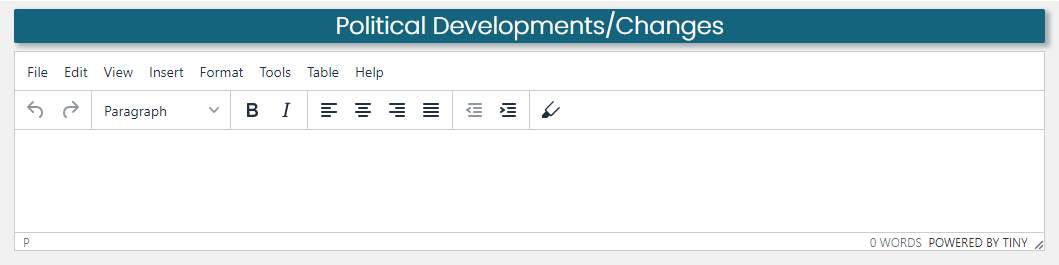 Political Developments/Changes
File Edit View Insert Format Tools Table Help
Paragraph B I
P 0 WORDS POWERED BY TINY